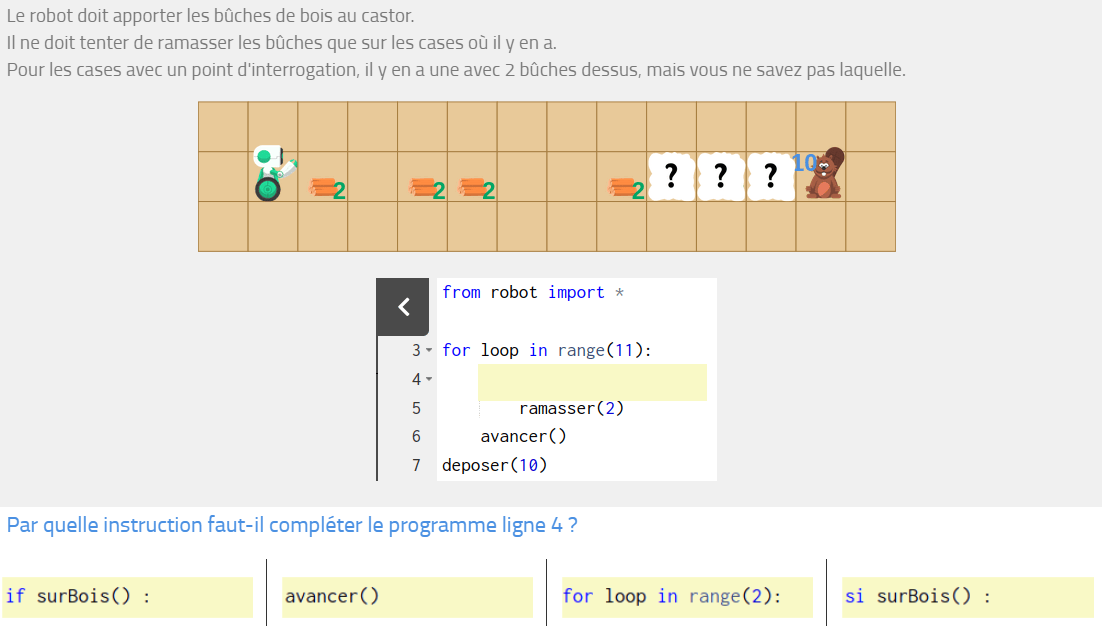 Le robot doit apporter les bûches de bois au castor.
Il ne doit tenter de ramasser les bûches que sur les cases où il y en a.
Pour les cases avec un point d'interrogation, il y en a une avec 2 bûches dessus, mais vous ne savez pas laquelle.
2 2 2 2 ? ? ? 10
from robot import *
3 for loop in range(11):
4
5 ramasser(2)
6 avancer()
7 deposer(10)
Par quelle instruction faut-il compléter le programme ligne 4 ?
if surBois() : avancer() for loop in range(2): si surBois() :